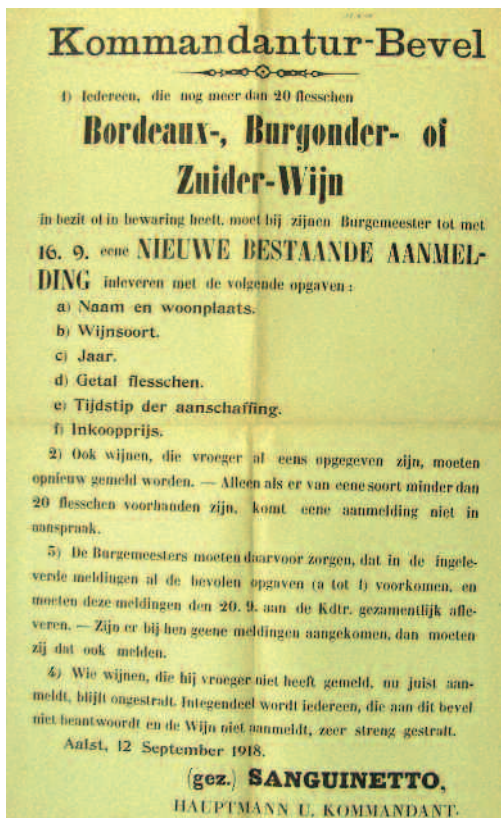 Kommandantur-Bevel
1) Iedereen, die nog meer dan 20 flesschen
Bordeaux-, Burgonder- of
Zuider-Wijn
in bezit of in bewaring heeft, moet bij zijnen Burgemeester tot met
16. 9. eene NIEUWE BESTAANDE AANMEL-
DING inleveren met de volgende opgaven :
a) Naam en woonplaats.
b) Wijnsoort.
c) Jaar.
d) Getal flesschen.
e) Tijdstip der aanschaffing.
f) Inkoopprijs.
2) Ook wijnen, die vroeger al eens opgegeven zijn, moeten
opnieuw gemeld worden. — Alleen als er van eene soort minder dan
20 flesschen voorhanden zijn, komt eene aanmelding niet in
aanspraak.
3) De Burgemeesters moeten daarvoor zorgen, dat in de ingele-
verde meldingen al de bevolen opgaven (a tot f) voorkomen, en
moeten deze meldingen den 20. 9. aan de Kdtr. gezamentlijk afle-
veren. — Zijn er bij hen geene meldingen aangekomen, dan moeten
zij dat ook melden.
4) Wie wijnen, die hij vroeger niet heeft gemeld, nu juist aan-
meldt, blijft ongestraft. Integendeel wordt iedereen, die aan dit bevel
niet beantwoordt en de Wijn niet aanmeldt, zeer streng gestraft.
Aalst, 12 September 1918.
(gez.) SANGUINETTO,
HAUPTMANN U. KOMMANDANT.